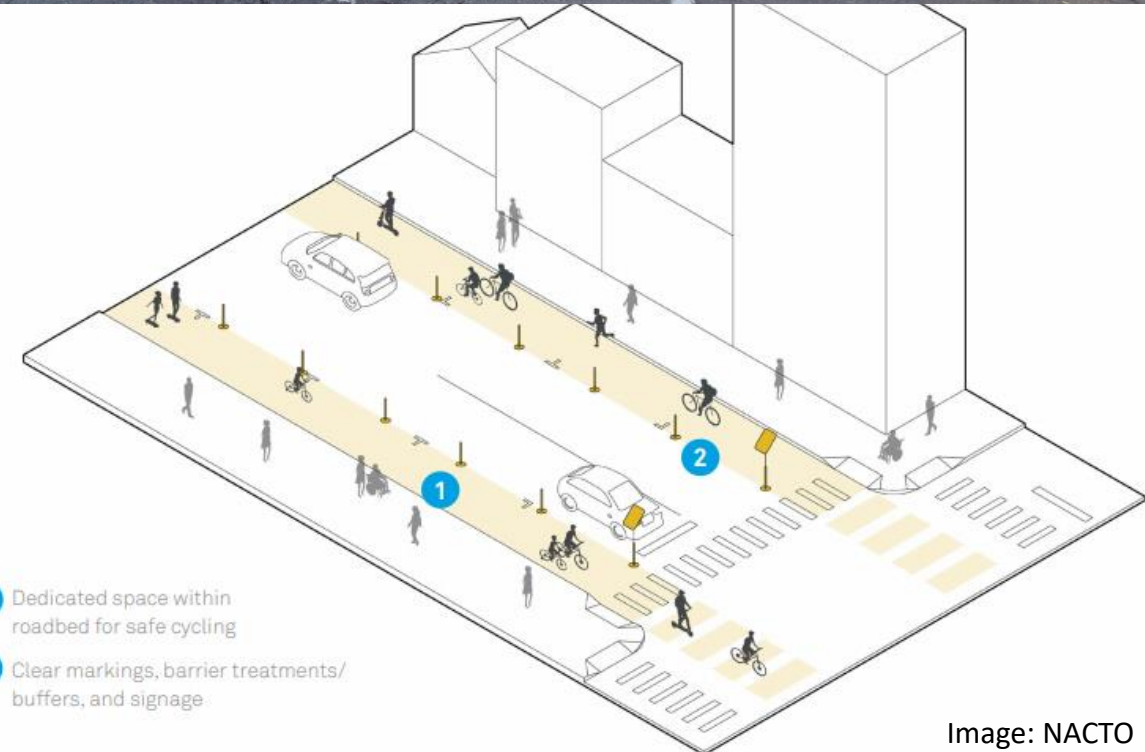 2
1
Dedicated space within
roadbed for safe cycling
Clear markings, barrier treatments/
buffers, and signage
Image: NACTO